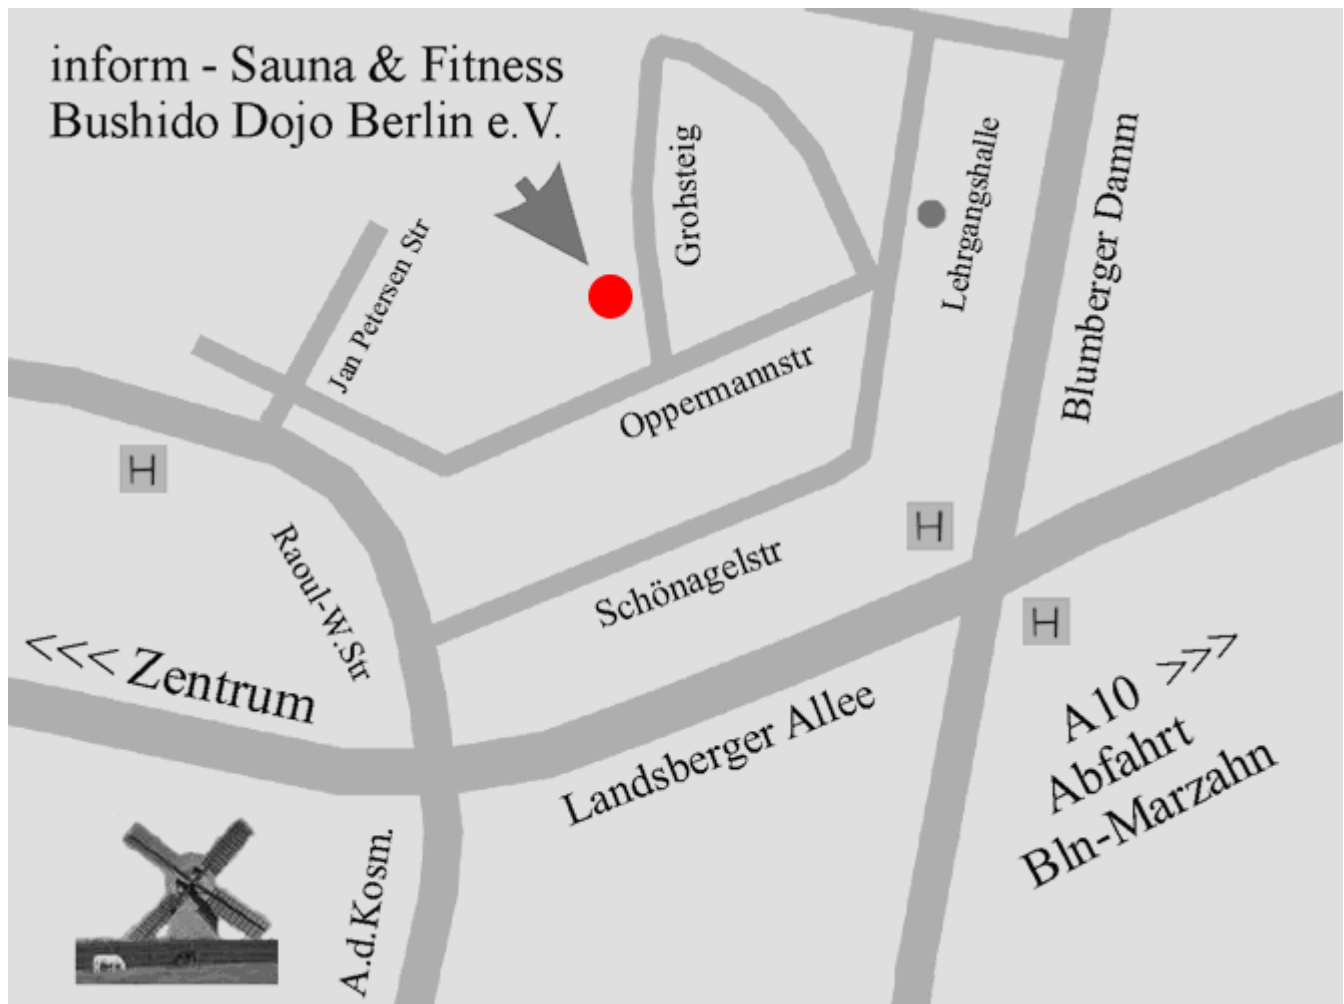 inform - Sauna & Fitness
Bushido Dojo Berlin e.V.
Grohsteig
Lehrgangshalle
Blumberger Damm
Jan Petersen Str
Oppermannstr
H
H
Schönagelstr
Raoul-W.Str
H
<<< Zentrum
A10 >>>
Abfahrt
Bln-Marzahn
Landsberger Allee
A.d.Kosm.